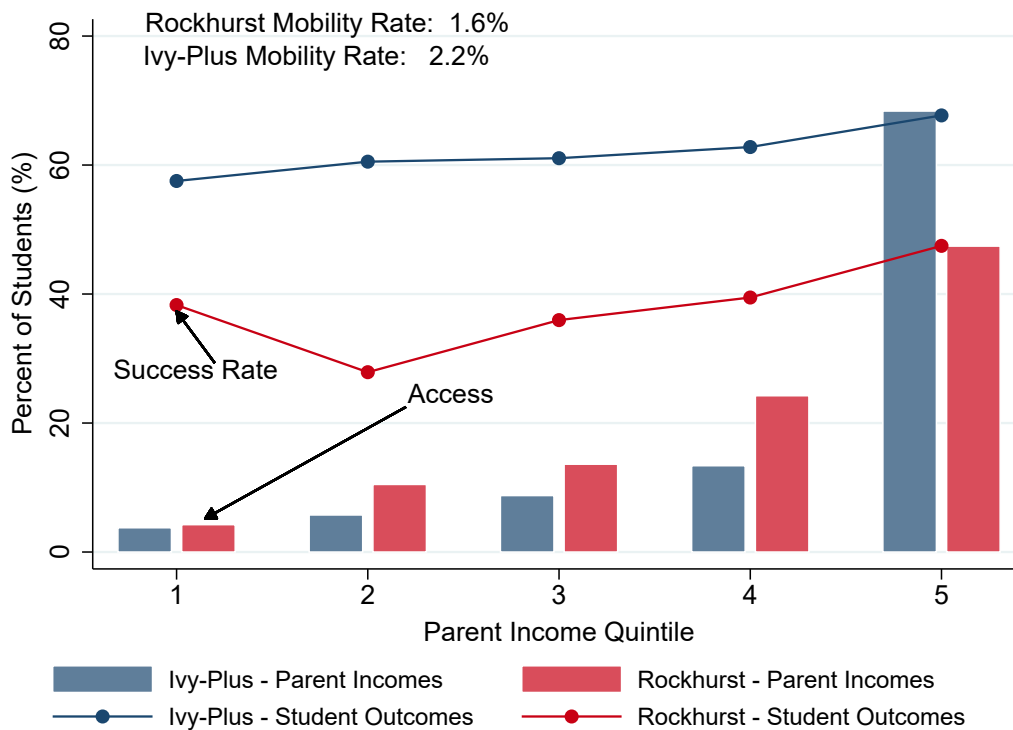 Rockhurst Mobility Rate: 1.6%
Ivy-Plus Mobility Rate: 2.2%
Percent of Students (%)
80
60
40
20
0
Success Rate
Access
1 2 3 4 5
Parent Income Quintile
Ivy-Plus - Parent Incomes Rockhurst - Parent Incomes
Ivy-Plus - Student Outcomes Rockhurst - Student Outcomes